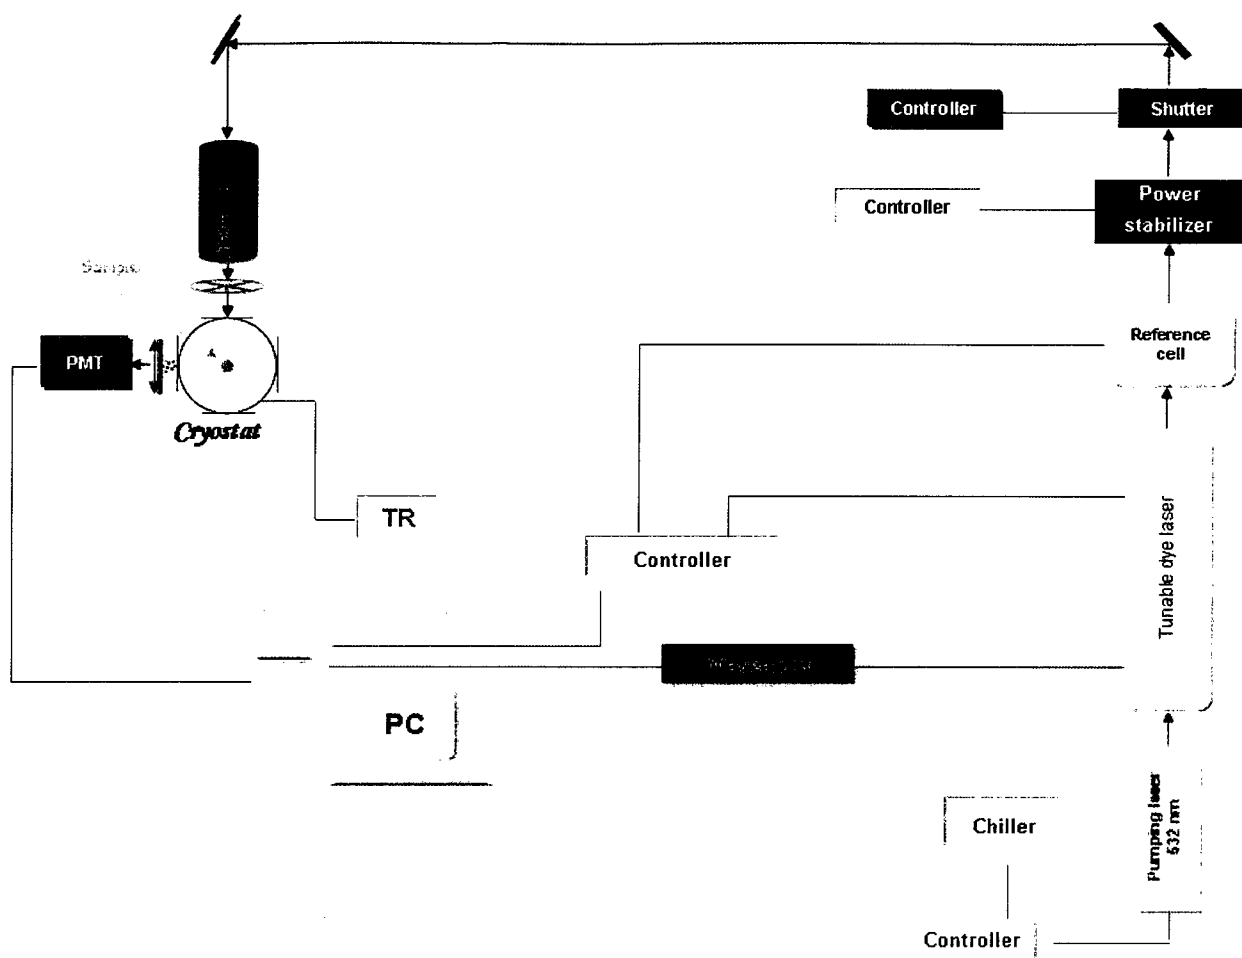 Controller
Shutter
Controller
Power
stabilizer
Sample
Reference
cell
PMT
Cryostat
TR
Controller
Tunable dye laser
PC
Pumping laser
532 nm
Chiller
Controller